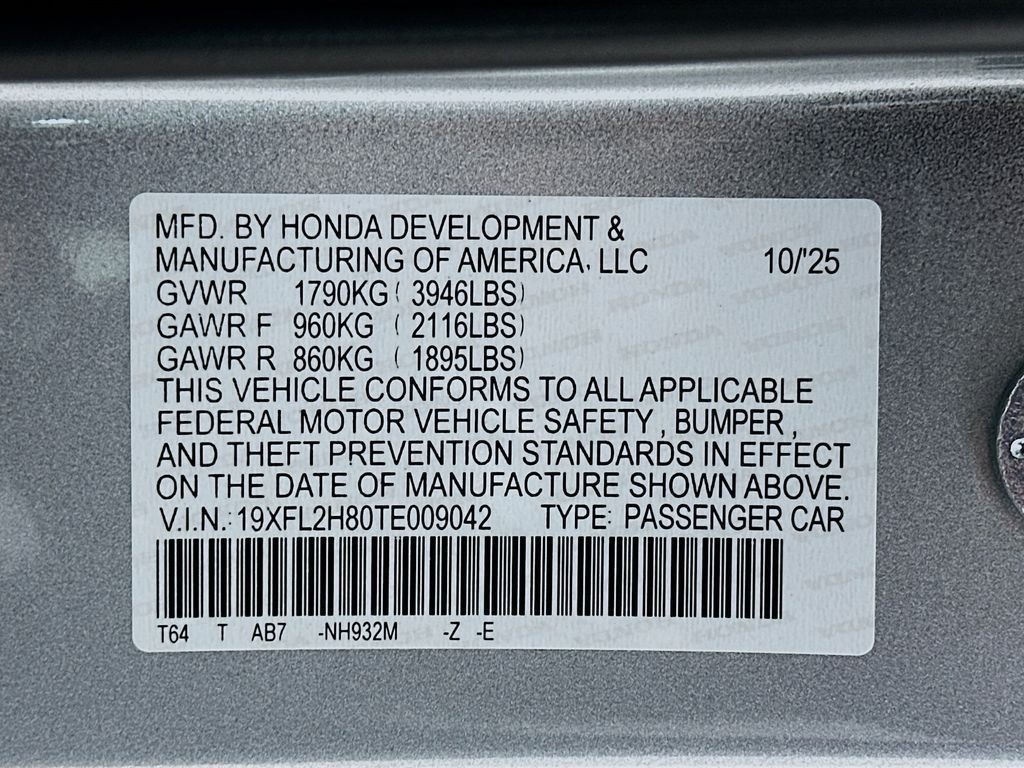 MFD. BY HONDA DEVELOPMENT &
MANUFACTURING OF AMERICA, LLC 10/'25
GVWR 1790KG ( 3946LBS)
GAWR F 960KG ( 2116LBS)
GAWR R 860KG ( 1895LBS)
THIS VEHICLE CONFORMS TO ALL APPLICABLE
FEDERAL MOTOR VEHICLE SAFETY , BUMPER ,
AND THEFT PREVENTION STANDARDS IN EFFECT
ON THE DATE OF MANUFACTURE SHOWN ABOVE.
V.I.N.: 19XFL2H80TE009042 TYPE: PASSENGER CAR
T64 T AB7 -NH932M -Z -E